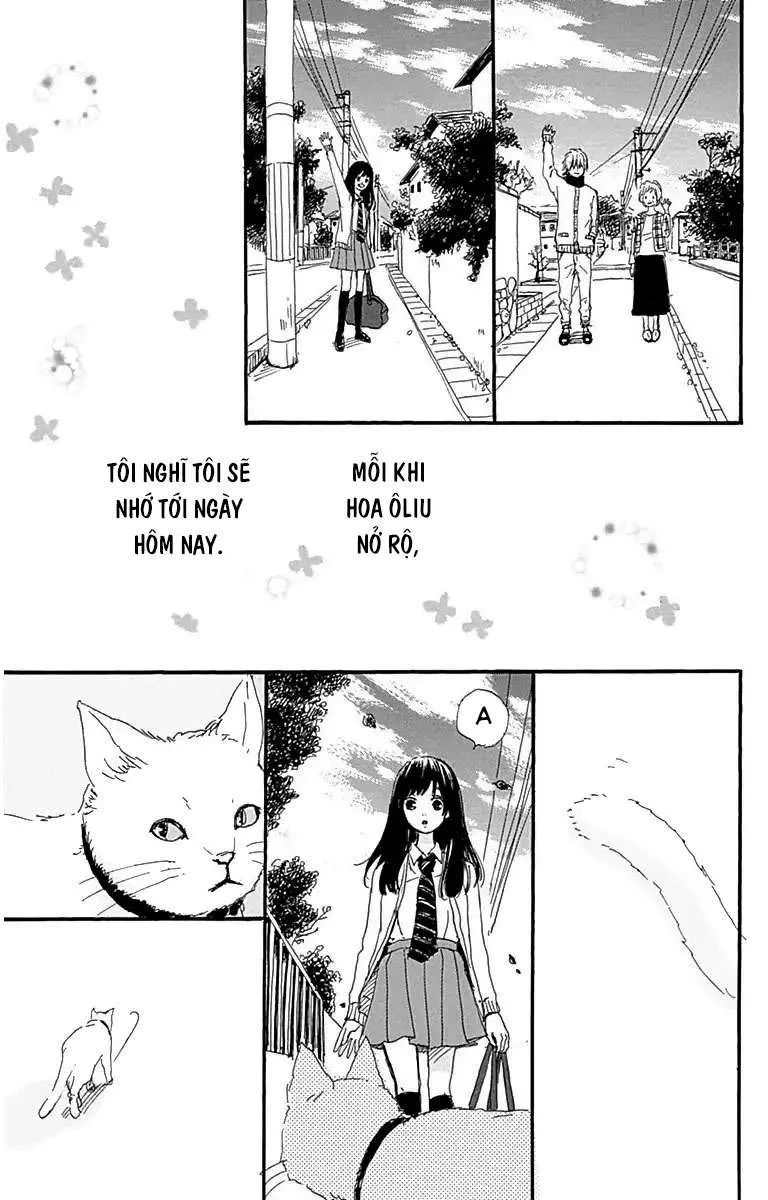 MỖI KHI
HOA ÔLIU
NỞ RỘ,
TÔI NGHĨ TÔI SẼ
NHỚ TỚI NGÀY
HÔM NAY.
A